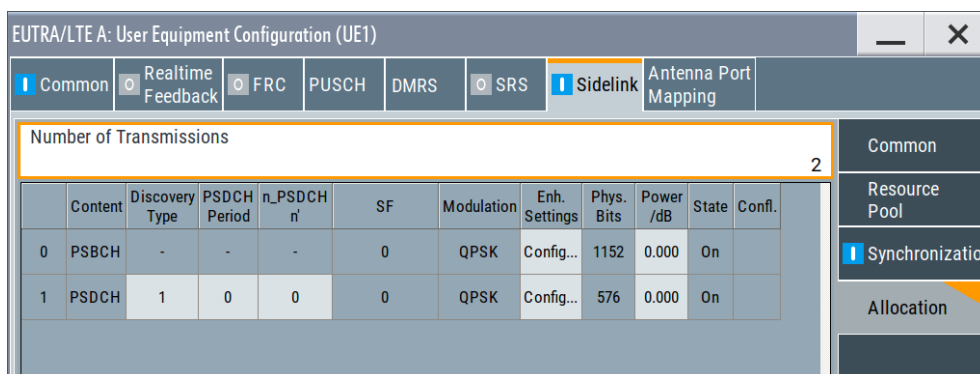 EUTRA/LTE A: User Equipment Configuration (UE1)
Common
Realtime
Feedback
FRC
PUSCH
DMRS
SRS
Sidelink
Antenna Port
Mapping
Number of Transmissions
2
Content Discovery Type PSDCH Period n_PSDCH n' SF Modulation Enh. Settings Phys. Bits Power /dB State Confl.
0 PSBCH - - - 0 QPSK Config... 1152 0.000 On
1 PSDCH 1 0 0 0 QPSK Config... 576 0.000 On
Common
Resource
Pool
Synchronizatio
Allocation